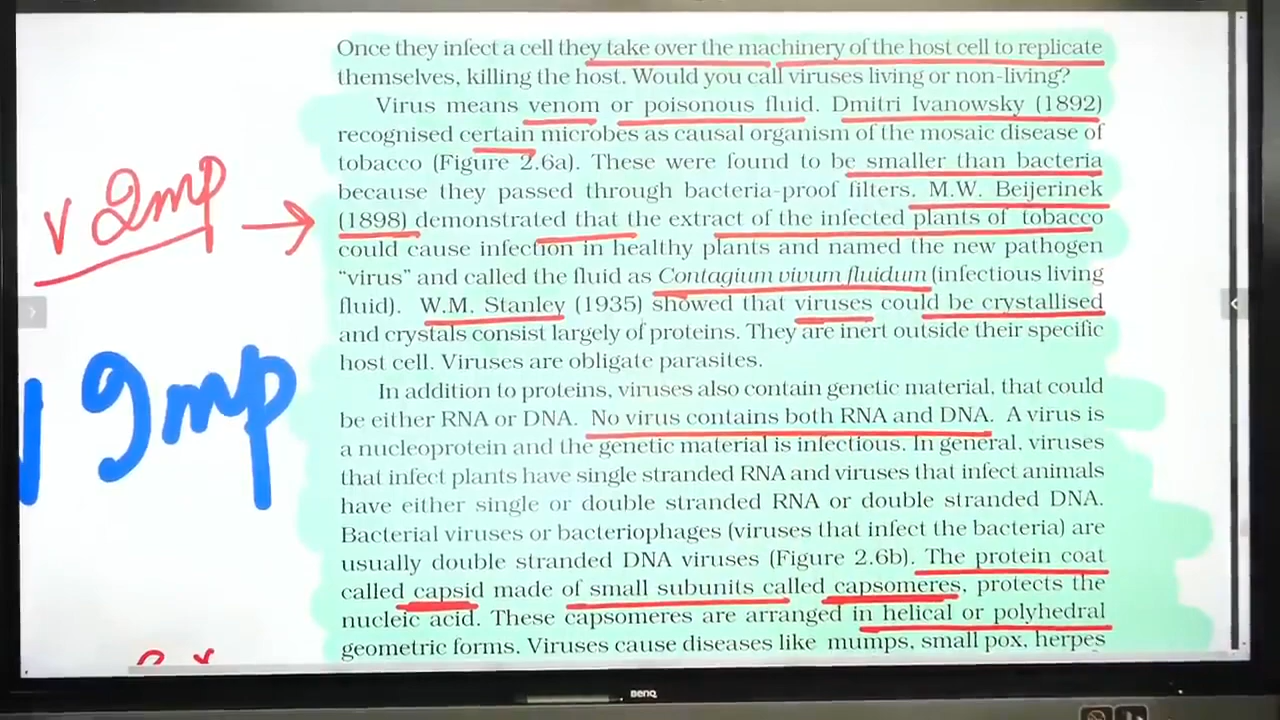 Once they infect a cell they take over the machinery of the host cell to replicate
themselves, killing the host. Would you call viruses living or non-living?
Virus means venom or poisonous fluid. Dmitri Ivanowsky (1892)
recognised certain microbes as causal organism of the mosaic disease of
tobacco (Figure 2.6a). These were found to be smaller than bacteria
because they passed through bacteria-proof filters. M.W. Beijerinek
(1898) demonstrated that the extract of the infected plants of tobacco
could cause infection in healthy plants and named the new pathogen
“virus” and called the fluid as Contagium vivum fluidum (infectious living
fluid). W.M. Stanley (1935) showed that viruses could be crystallised
and crystals consist largely of proteins. They are inert outside their specific
host cell. Viruses are obligate parasites.
In addition to proteins, viruses also contain genetic material, that could
be either RNA or DNA. No virus contains both RNA and DNA. A virus is
a nucleoprotein and the genetic material is infectious. In general, viruses
that infect plants have single stranded RNA and viruses that infect animals
have either single or double stranded RNA or double stranded DNA.
Bacterial viruses or bacteriophages (viruses that infect the bacteria) are
usually double stranded DNA viruses (Figure 2.6b). The protein coat
called capsid made of small subunits called capsomeres, protects the
nucleic acid. These capsomeres are arranged in helical or polyhedral
geometric forms. Viruses cause diseases like mumps, small pox, herpes
v Imp
Imp
BenQ